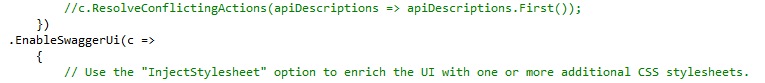 //c.ResolveConflictingActions(apiDescriptions => apiDescriptions.First());
})
.EnableSwaggerUi(c =>
{
// Use the "InjectStylesheet" option to enrich the UI with one or more additional CSS stylesheets.